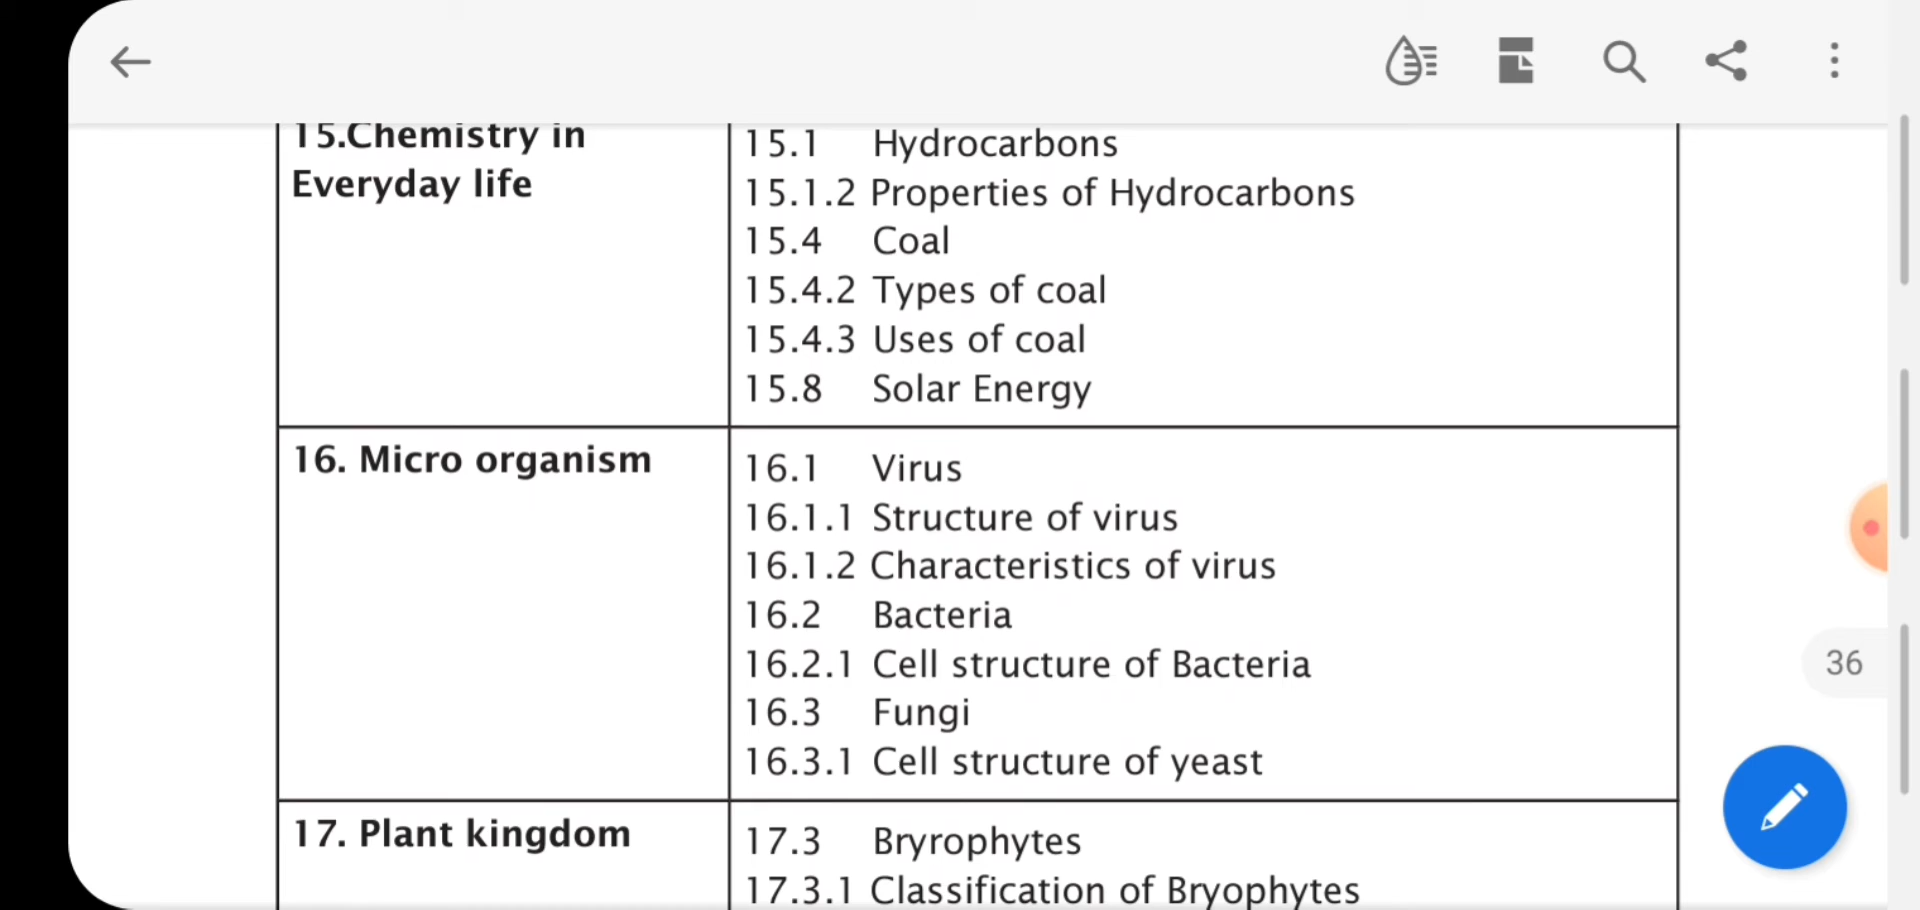 15.Chemistry in
Everyday life
15.1 Hydrocarbons
15.1.2 Properties of Hydrocarbons
15.4 Coal
15.4.2 Types of coal
15.4.3 Uses of coal
15.8 Solar Energy
16. Micro organism
16.1 Virus
16.1.1 Structure of virus
16.1.2 Characteristics of virus
16.2 Bacteria
16.2.1 Cell structure of Bacteria
16.3 Fungi
16.3.1 Cell structure of yeast
36
17. Plant kingdom
17.3 Bryrophytes
17.3.1 Classification of Bryophytes